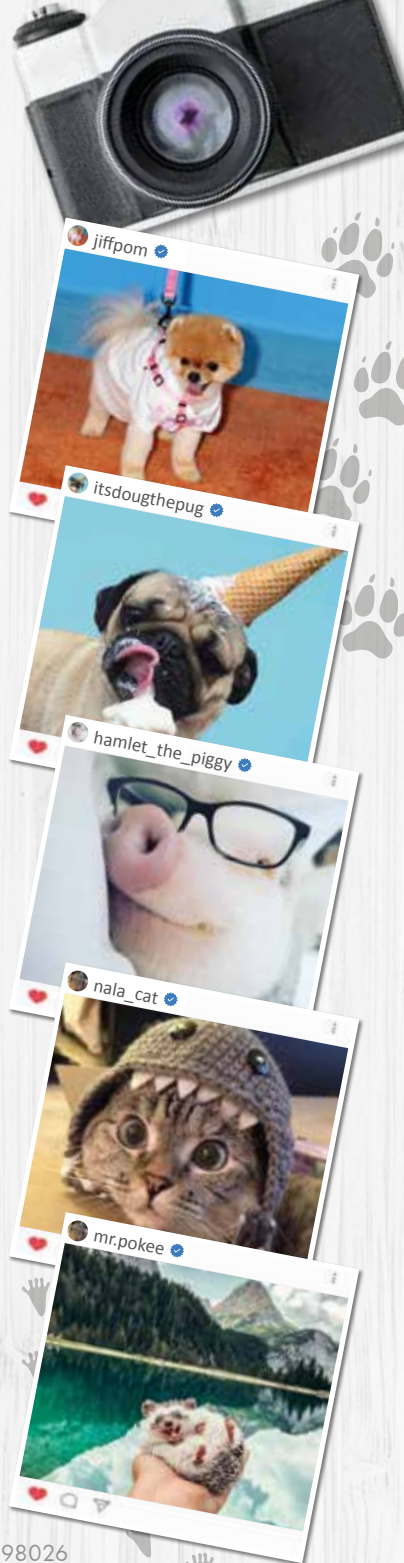 jiffpom
itsdougthepug
hamlet_the_piggy
nala_cat
mr.pokee
98026